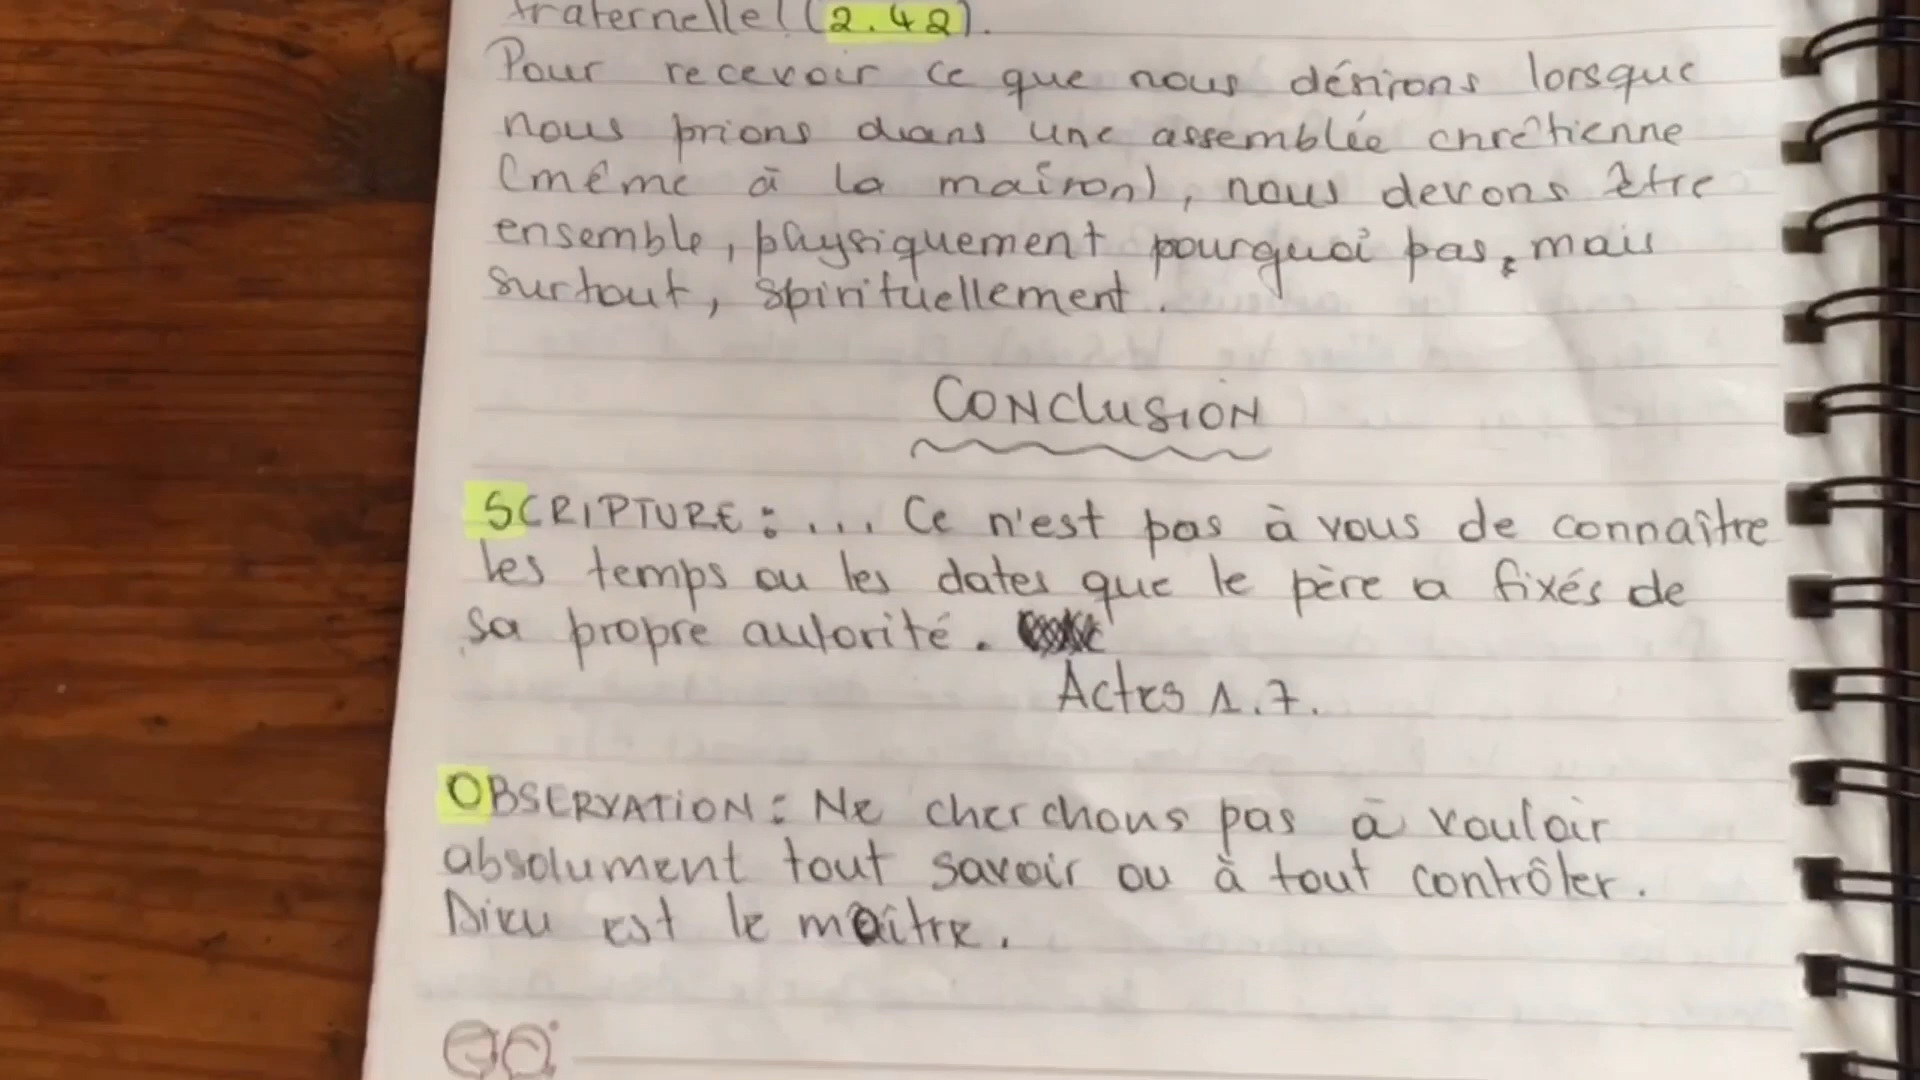 fraternelle (2.42).
Pour recevoir ce que nous désirons lorsque
nous prions dans une assemblée chrétienne
(même à la maison), nous devons être
ensemble, physiquement pourquoi pas, mais
surtout, spirituellement.
CONCLUSION
SCRIPTURE : ... Ce n'est pas à vous de connaître
les temps ou les dates que le père a fixés de
sa propre autorité.
Actes 1.7.
OBSERVATION : Ne cherchons pas à vouloir
absolument tout savoir ou à tout contrôler.
Dieu est le maître.